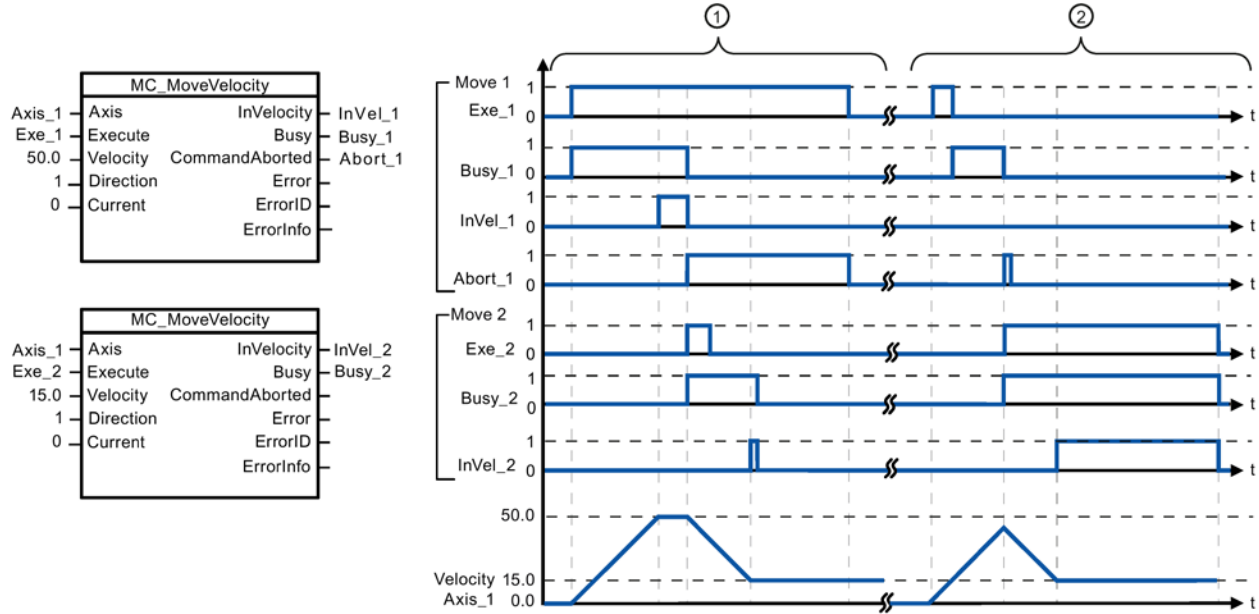 ① ②
MC_MoveVelocity
Axis_1 Axis InVelocity InVel_1
Exe_1 Execute Busy Busy_1
50.0 Velocity CommandAborted Abort_1
1 Direction Error
0 Current ErrorID
ErrorInfo
MC_MoveVelocity
Axis_1 Axis InVelocity InVel_2
Exe_2 Execute Busy Busy_2
15.0 Velocity CommandAborted
1 Direction Error
0 Current ErrorID
ErrorInfo
Move 1
Exe_1 1 0 t
Busy_1 1 0 t
InVel_1 1 0 t
Abort_1 1 0 t
Move 2
Exe_2 1 0 t
Busy_2 1 0 t
InVel_2 1 0 t
50.0
Velocity 15.0
Axis_1 0.0 t